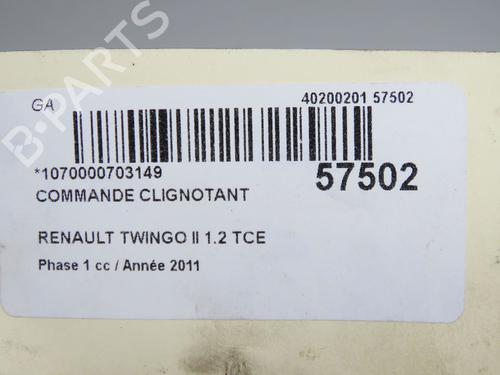 GA
40200201 57502
*1070000703149
57502
COMMANDE CLIGNOTANT
RENAULT TWINGO II 1.2 TCE
Phase 1 cc / Année 2011
B-PARTS